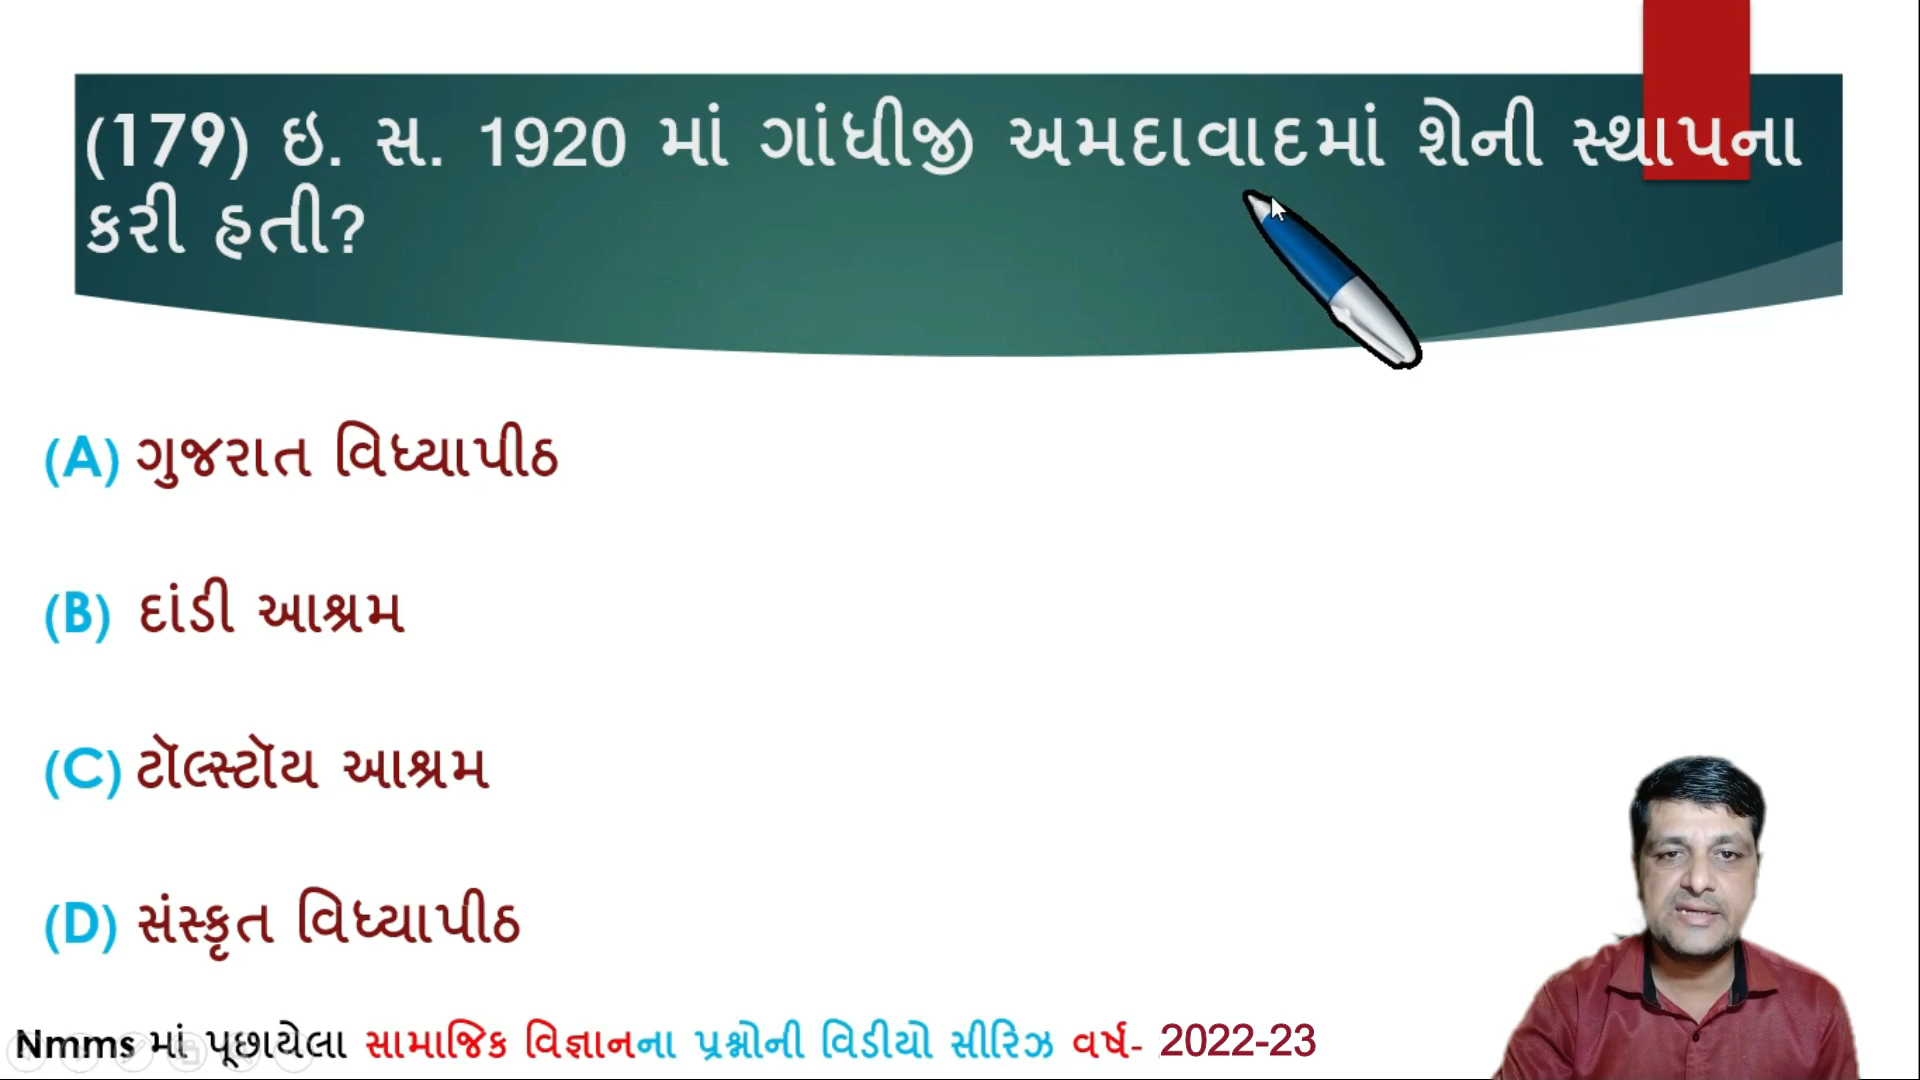 (179) ઇ. સ. 1920 માં ગાંધીજી અમદાવાદમાં શેની સ્થાપના
કરી હતી?
(A) ગુજરાત વિધ્યાપીઠ
(B) દાંડી આશ્રમ
(C) ટૉલ્સ્ટૉય આશ્રમ
(D) સંસ્કૃત વિધ્યાપીઠ
Nmms માં પૂછાયેલા સામાજિક વિજ્ઞાનના પ્રશ્નોની વિડીયો સીરિઝ વર્ષ- 2022-23